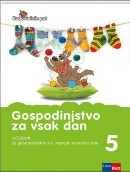 Gospodinjstvo
za vsak dan
UČBENIK
za gospodinjstvo v 5. razredu osnovne šole
5